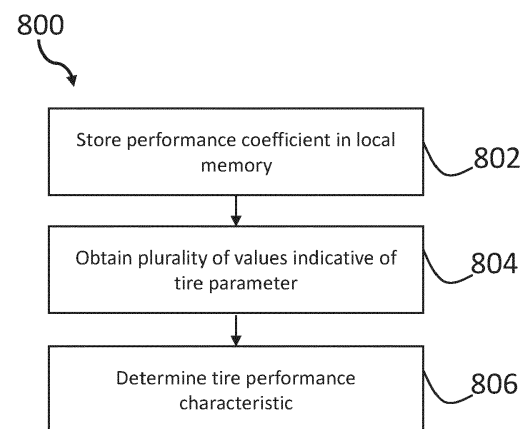 800
Store performance coefficient in local
memory
802
Obtain plurality of values indicative of
tire parameter
804
Determine tire performance
characteristic
806